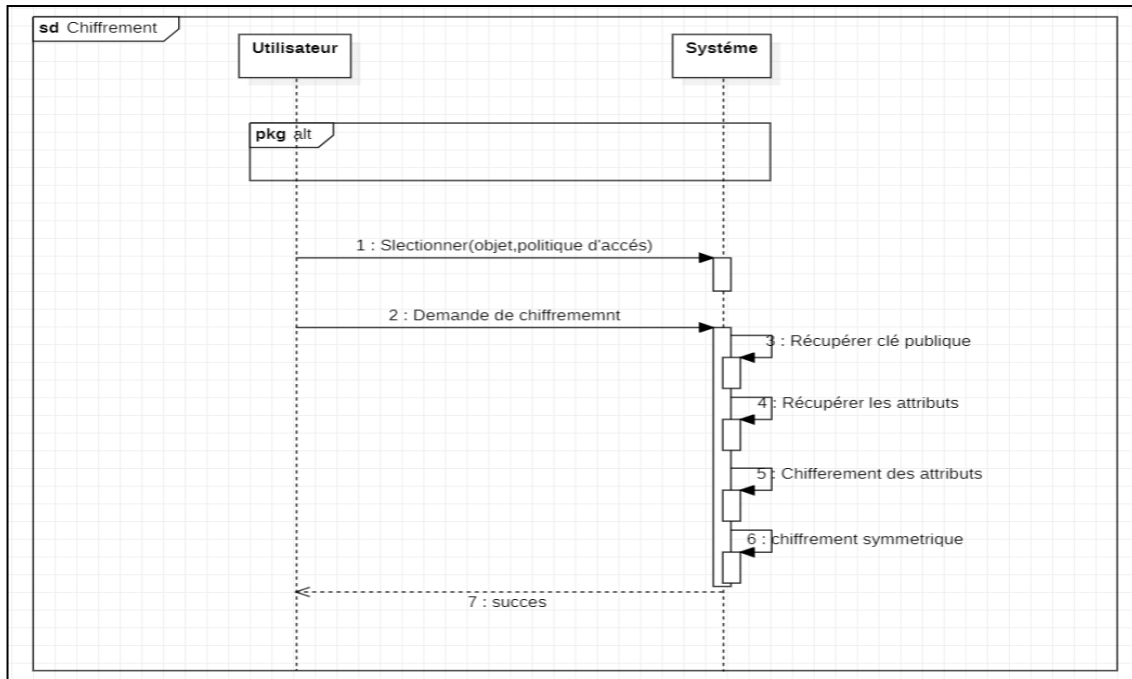 sd Chiffrement
Utilisateur
Systéme
pkg alt
1 : Slectionner(objet,politique d'accés)
2 : Demande de chiffrememnt
3 : Récupérer clé publique
4 : Récupérer les attributs
5 : Chifferement des attributs
6 : chiffrement symmetrique
7 : succes